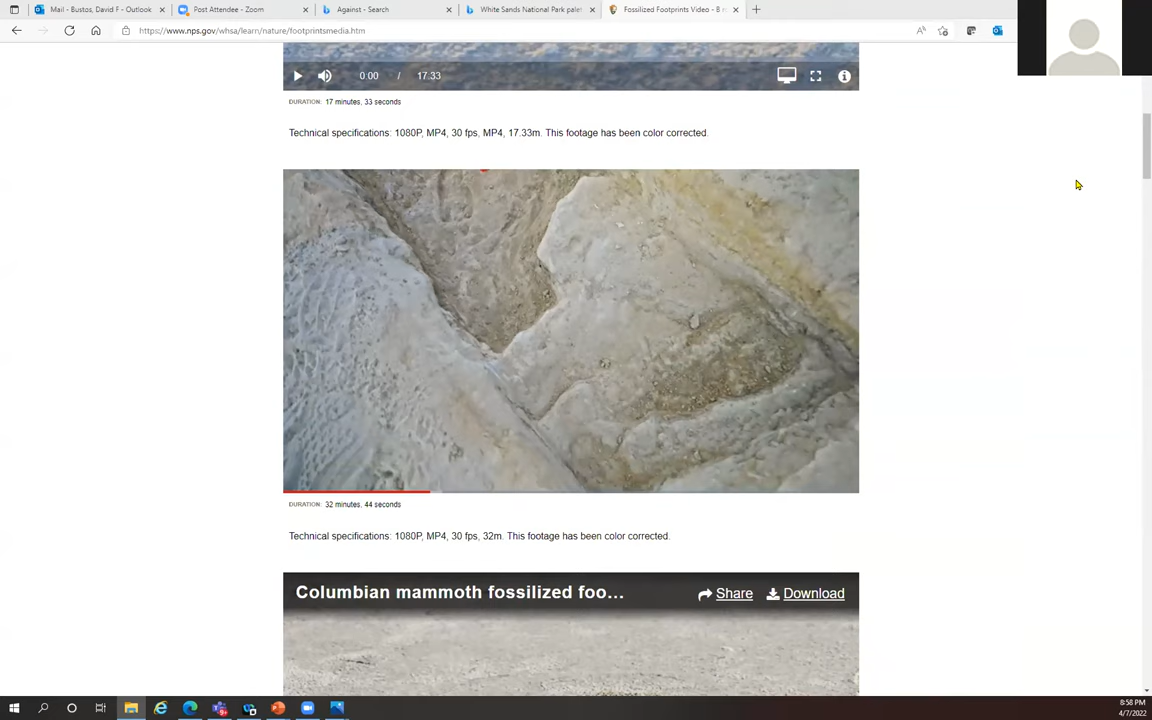 Mail - Bustos, David F - Outlook
Post Attendee - Zoom
Against - Search
White Sands National Park pale
Fossilized Footprints Video - B
https://www.nps.gov/whsa/learn/nature/footprintsmedia.htm
0:00 / 17:33
DURATION: 17 minutes, 33 seconds
Technical specifications: 1080P, MP4, 30 fps, MP4, 17.33m. This footage has been color corrected.
DURATION: 32 minutes, 44 seconds
Technical specifications: 1080P, MP4, 30 fps, 32m. This footage has been color corrected.
Columbian mammoth fossilized foo...
Share
Download
8:58 PM
4/7/2022